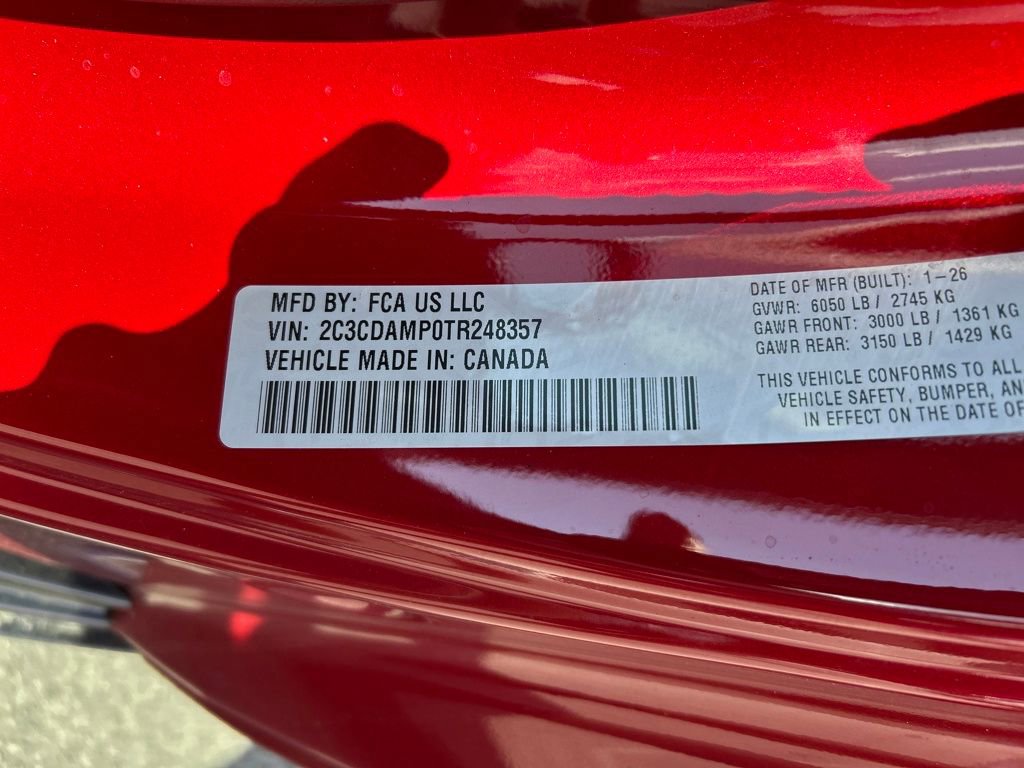 MFD BY: FCA US LLC
VIN: 2C3CDAMP0TR248357
VEHICLE MADE IN: CANADA
DATE OF MFR (BUILT): 1-26
GVWR: 6050 LB / 2745 KG
GAWR FRONT: 3000 LB / 1361 KG
GAWR REAR: 3150 LB / 1429 KG
THIS VEHICLE CONFORMS TO ALL
VEHICLE SAFETY, BUMPER, AN
IN EFFECT ON THE DATE OF